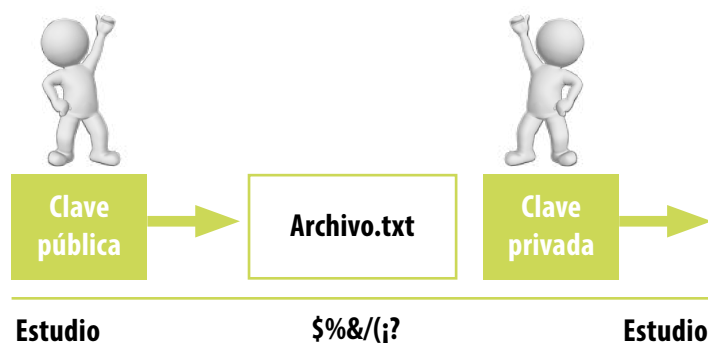 Clave
pública
Archivo.txt
Clave
privada
Estudio
$%&/(¡?
Estudio